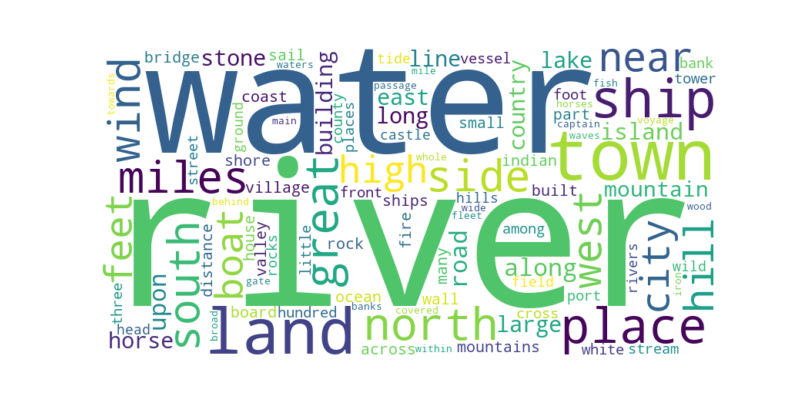 water
river
town
ship
side
near
wind
miles
high
place
land
north
south
great
boat
feet
west
city
hill
bridge
stone
sail
building
tide
line
vessel
lake
bank
tower
waters
mile
passage
fish
towards
coast
ground
main
county
places
east
long
castle
small
country
foot
horses
part
captain
voyage
waves
island
street
shore
village
whole
indian
front
ships
hills
built
mountain
behind
wide
fleet
wood
among
distance
house
valley
rocks
gate
little
rock
fire
many
road
along
field
port
rivers
wild
iron
three
upon
head
horse
broad
board
hundred
ocean
banks
wall
covered
across
within
mountains
large
cross
white
stream